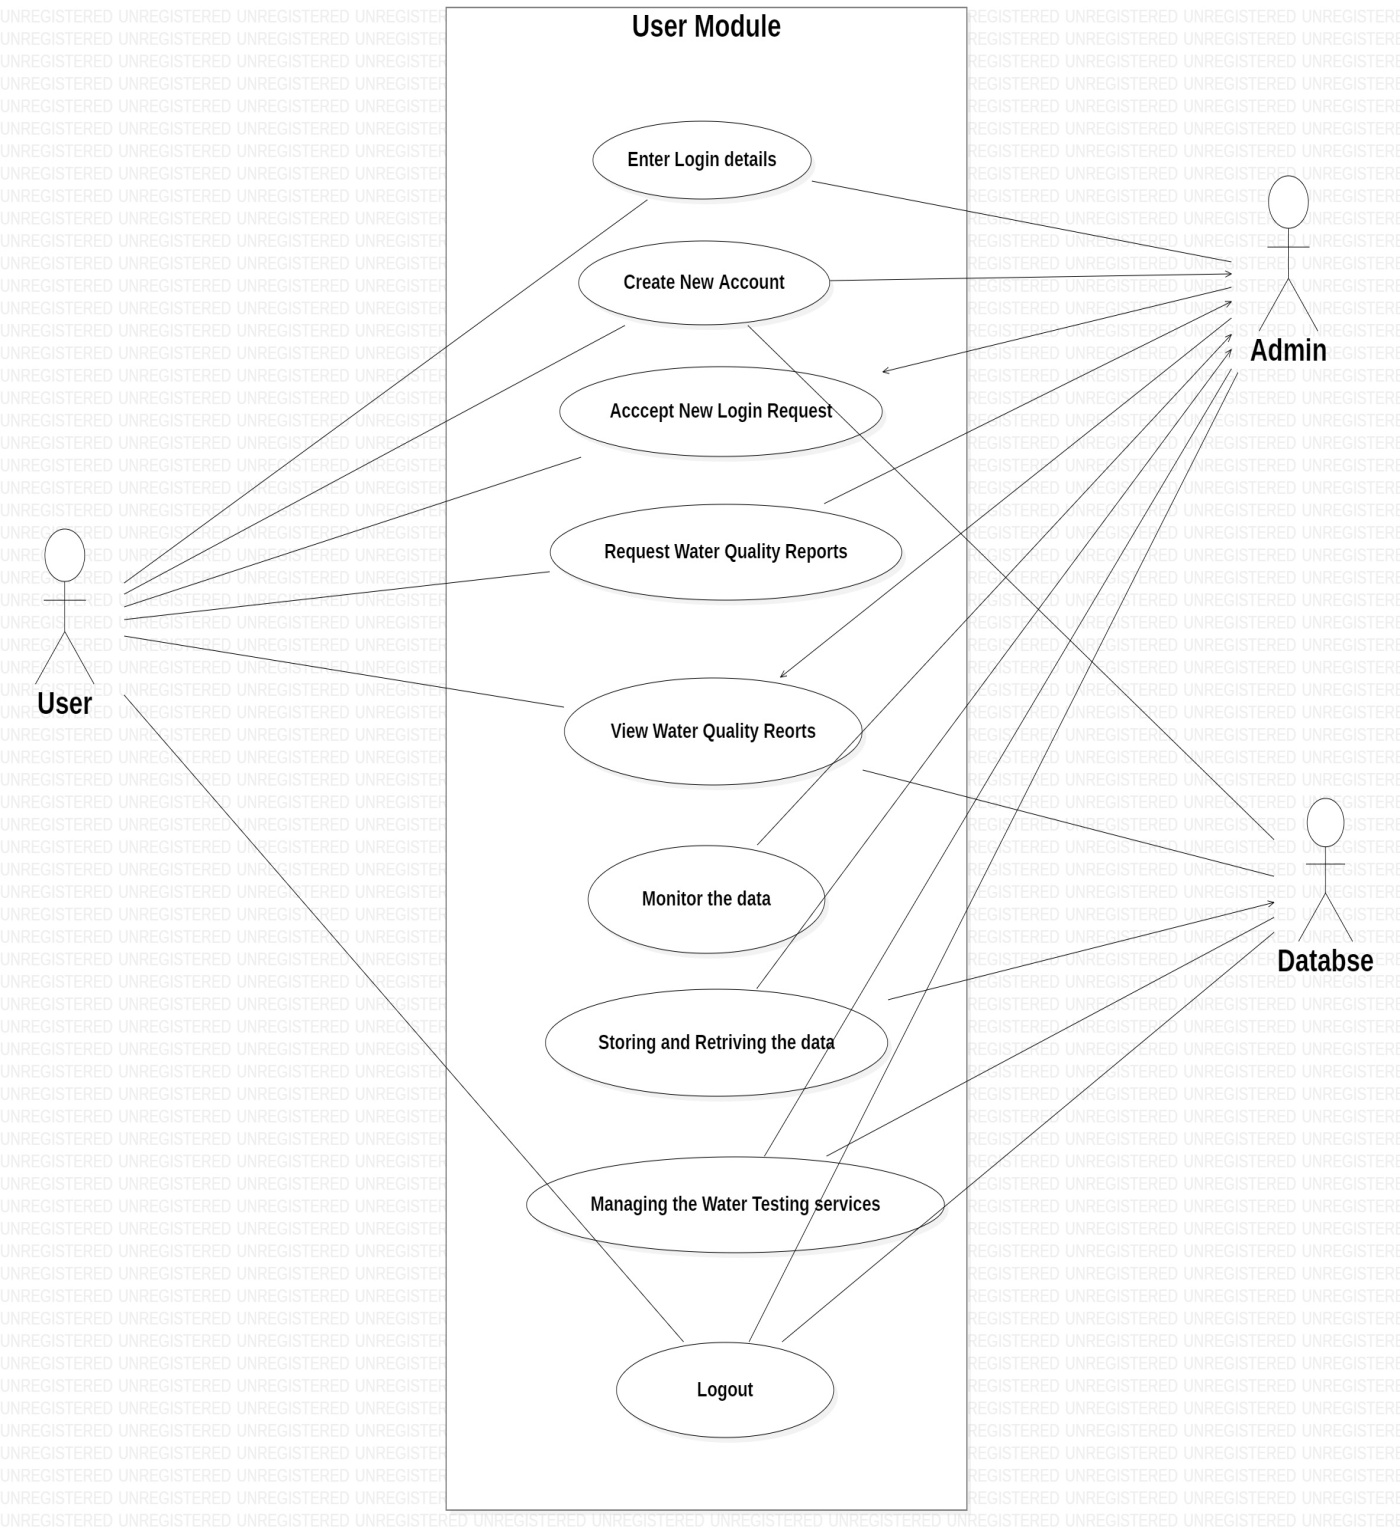 User Module
Enter Login details
Create New Account
Admin
Acccept New Login Request
Request Water Quality Reports
User
View Water Quality Reorts
Monitor the data
Databse
Storing and Retriving the data
Managing the Water Testing services
Logout
UNREGISTERED